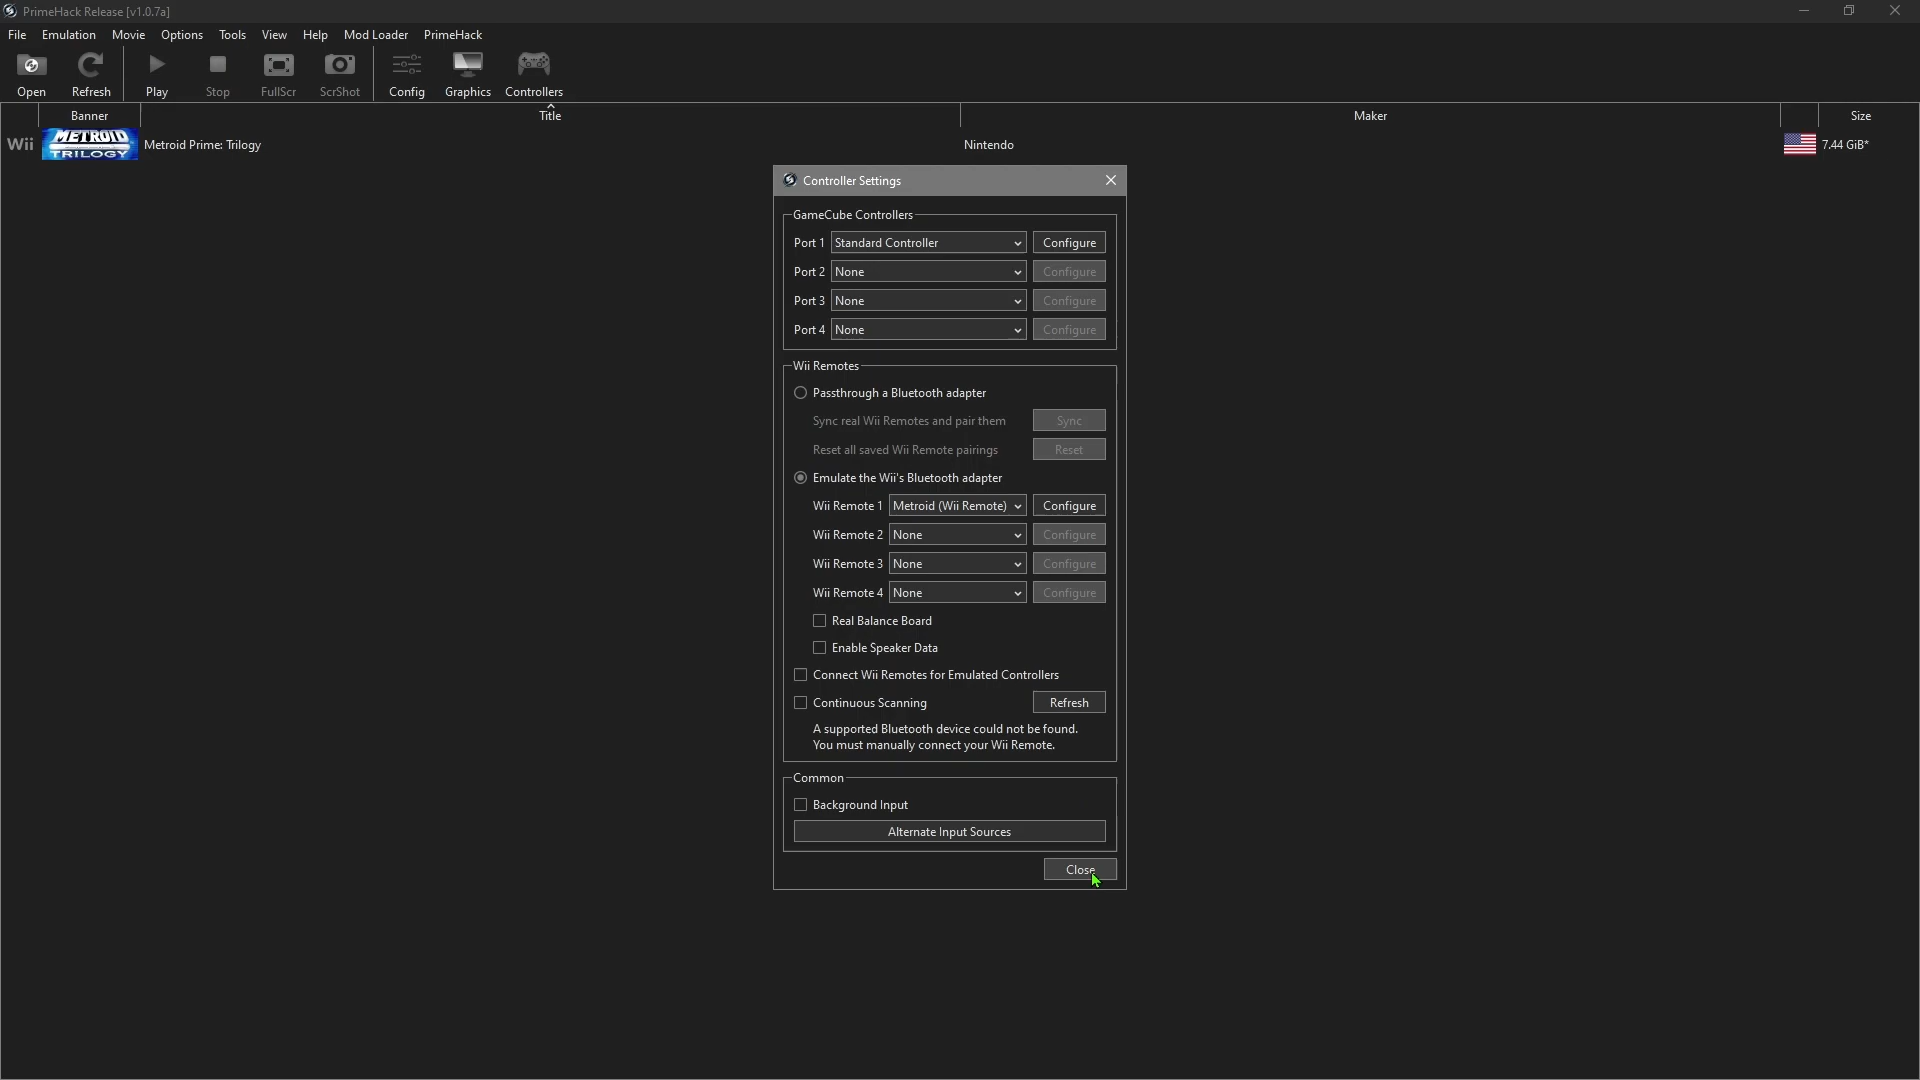 PrimeHack Release [v1.0.7a]
File Emulation Movie Options Tools View Help Mod Loader PrimeHack
Open Refresh Play Stop FullScr ScrShot Config Graphics Controllers
Banner Title Maker Size
Wii METROID TRILOGY Metroid Prime: Trilogy Nintendo 7.44 GiB*
Controller Settings
GameCube Controllers
Port 1 Standard Controller Configure
Port 2 None Configure
Port 3 None Configure
Port 4 None Configure
Wii Remotes
Passthrough a Bluetooth adapter
Sync real Wii Remotes and pair them Sync
Reset all saved Wii Remote pairings Reset
Emulate the Wii's Bluetooth adapter
Wii Remote 1 Metroid (Wii Remote) Configure
Wii Remote 2 None Configure
Wii Remote 3 None Configure
Wii Remote 4 None Configure
Real Balance Board
Enable Speaker Data
Connect Wii Remotes for Emulated Controllers
Continuous Scanning Refresh
A supported Bluetooth device could not be found.
You must manually connect your Wii Remote.
Common
Background Input
Alternate Input Sources
Close